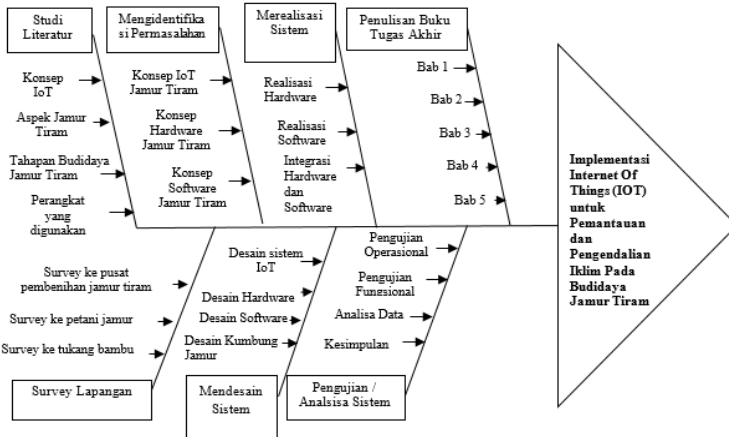 Studi
Literatur
Mengidentifika
si Permasalahan
Merealisasi
Sistem
Penulisan Buku
Tugas Akhir
Konsep
IoT
Aspek Jamur
Tiram
Tahapan Budidaya
Jamur Tiram
Perangkat
yang
digunakan
Konsep IoT
Jamur Tiram
Konsep
Hardware
Jamur Tiram
Konsep
Software
Jamur Tiram
Realisasi
Hardware
Realisasi
Software
Integrasi
Hardware
dan
Software
Bab 1
Bab 2
Bab 3
Bab 4
Bab 5
Implementasi
Internet Of
Things (IOT)
untuk
Pemantauan
dan
Pengendalian
Iklim Pada
Budidaya
Jamur Tiram
Survey ke pusat
pembenihan jamur tiram
Survey ke petani jamur
Survey ke tukang bambu
Desain sistem
IoT
Desain Hardware
Desain Software
Desain Kumbung
Jamur
Pengujian
Operasional
Pengujian
Fungsional
Analisa Data
Kesimpulan
Survey Lapangan
Mendesain
Sistem
Pengujian /
Analsisa Sistem